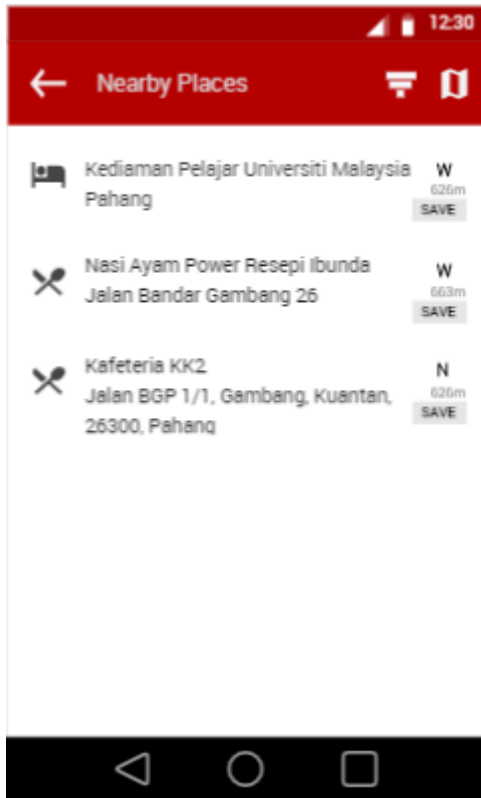 12:30
Nearby Places
Kediaman Pelajar Universiti Malaysia
Pahang
W
626m
SAVE
Nasi Ayam Power Resepi Ibunda
Jalan Bandar Gambang 26
W
663m
SAVE
Kafeteria KK2
Jalan BGP 1/1, Gambang, Kuantan,
26300, Pahang
N
626m
SAVE